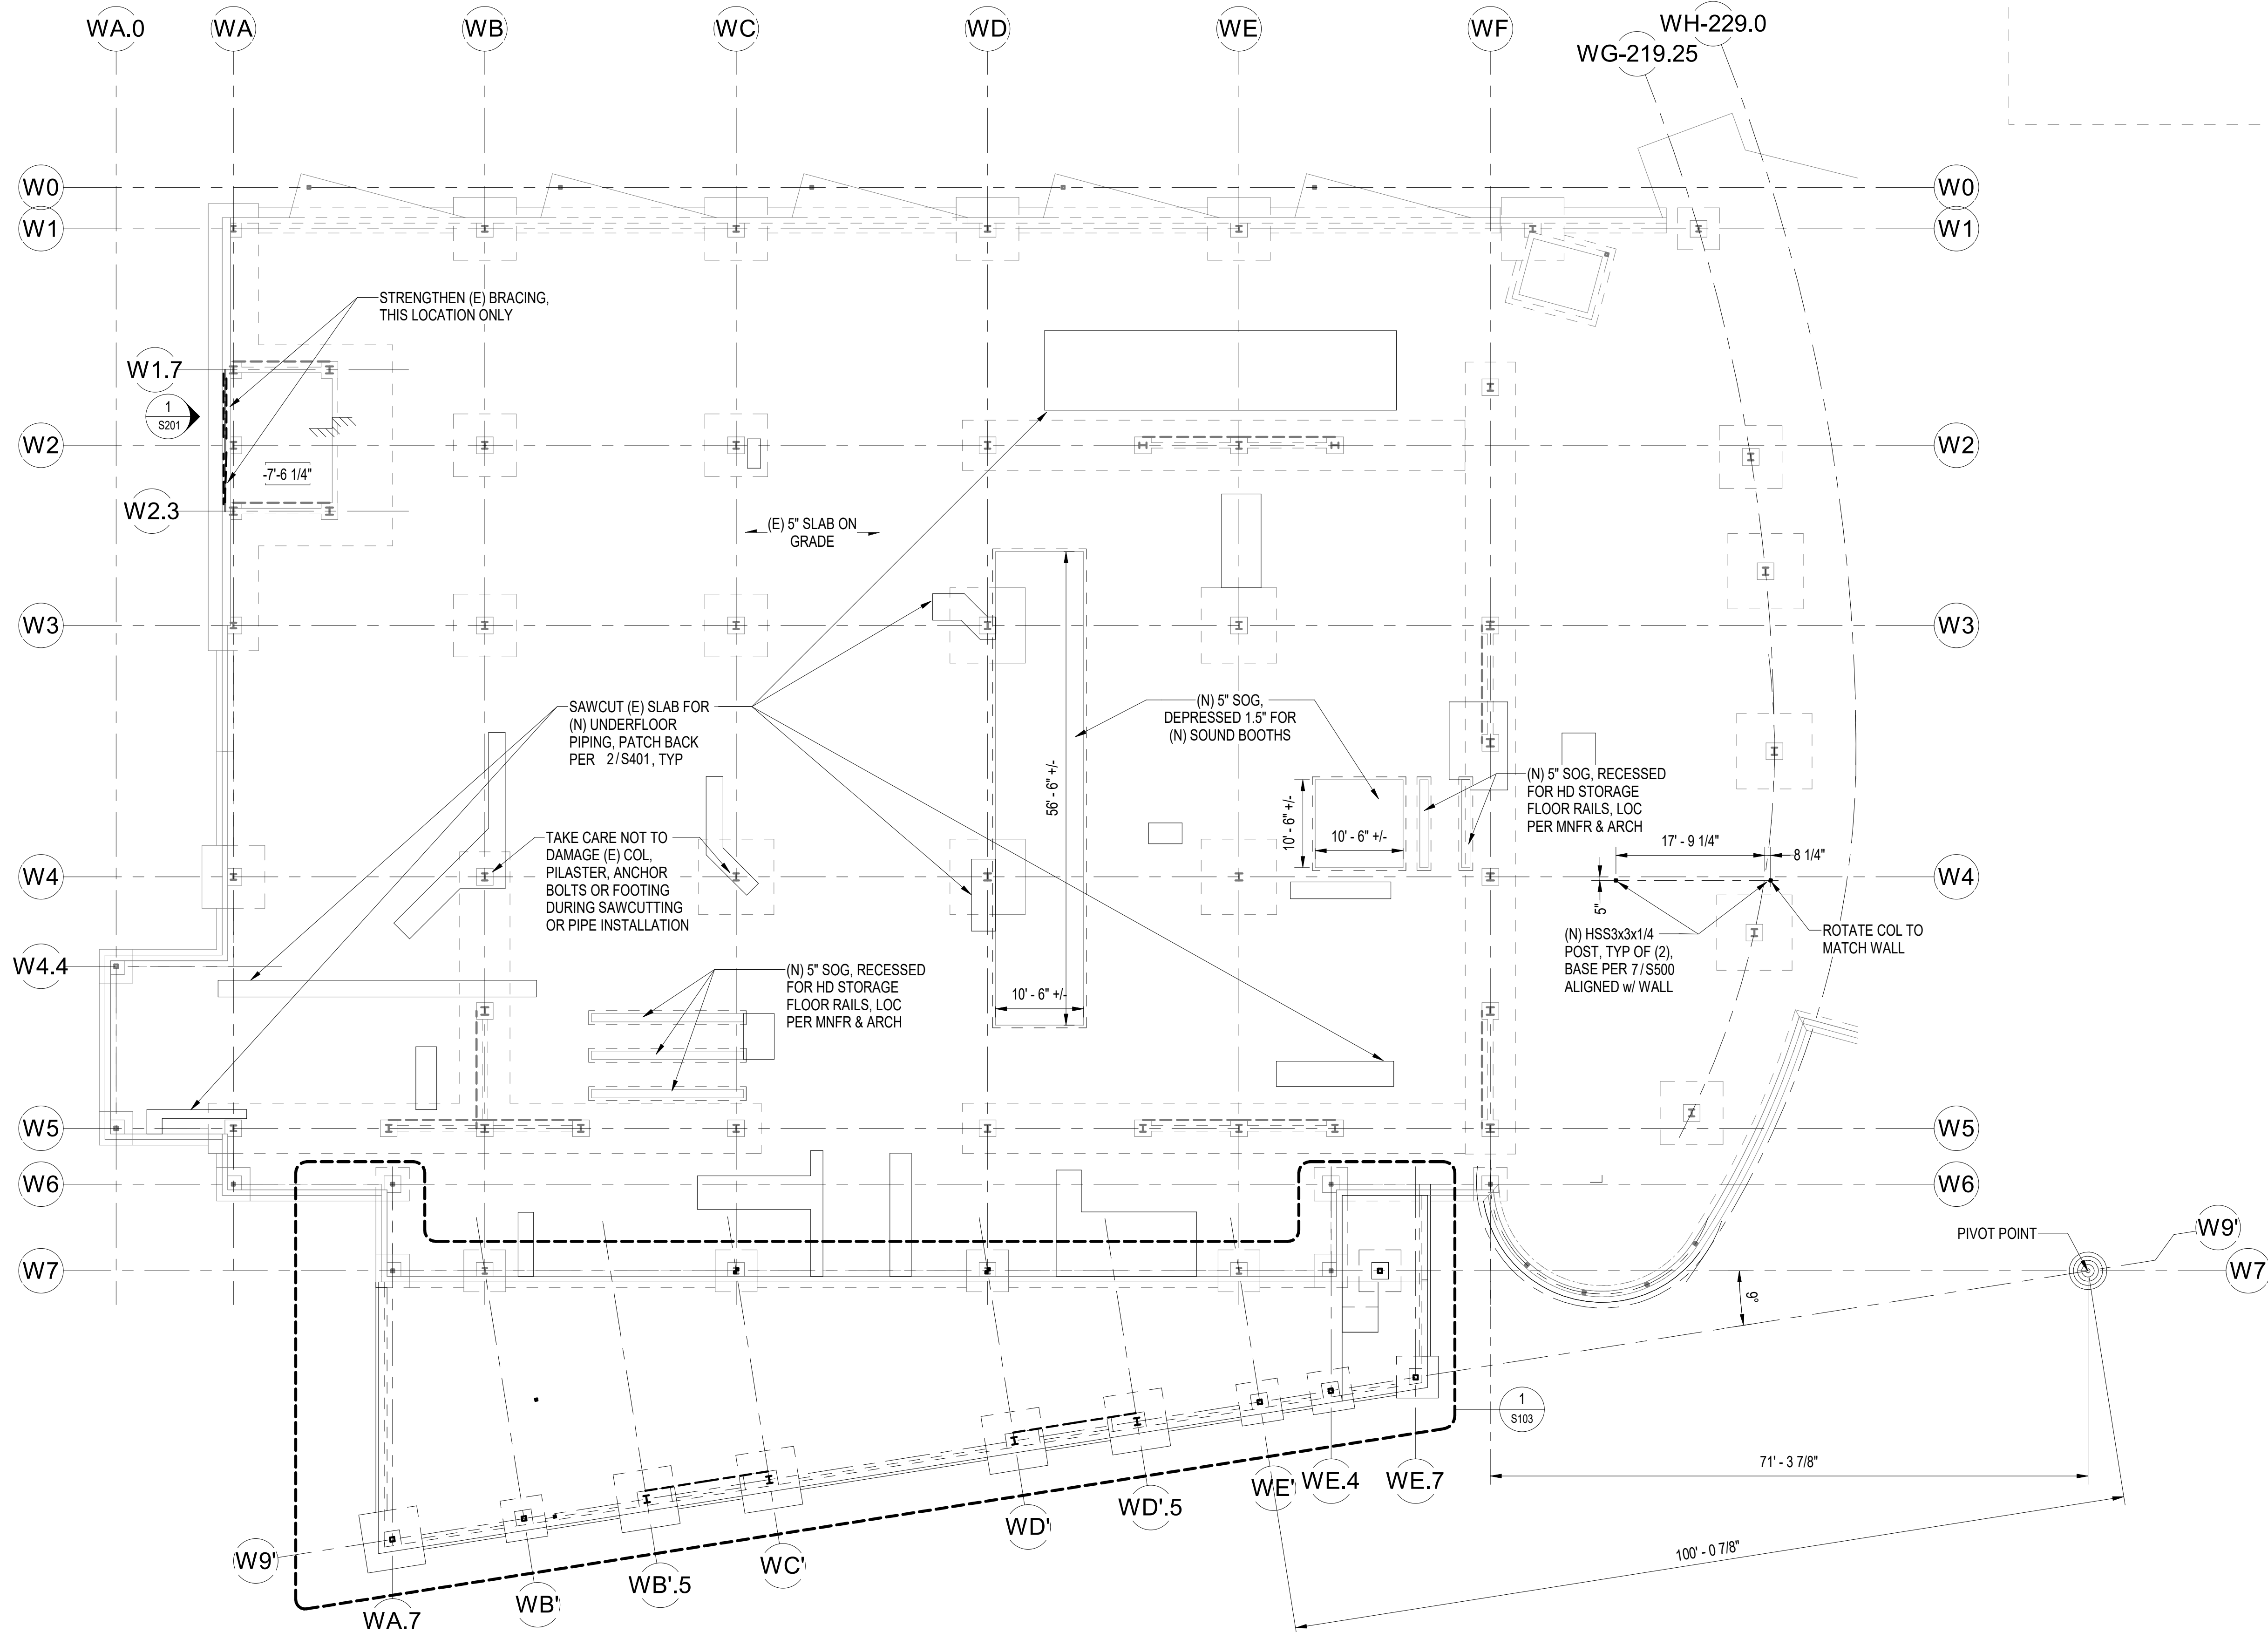 WA.0
WA
WB
WC
WD
WE
WF
WG-219.25
WH-229.0
W0
W0
W1
W1
STRENGTHEN (E) BRACING,
THIS LOCATION ONLY
W1.7
1
S201
W2
W2
-7'-6 1/4"
W2.3
(E) 5" SLAB ON
GRADE
W3
W3
SAWCUT (E) SLAB FOR
(N) UNDERFLOOR
PIPING, PATCH BACK
PER 2/S401, TYP
(N) 5" SOG,
DEPRESSED 1.5" FOR
(N) SOUND BOOTHS
56' - 6" +/-
10' - 6" +/-
10' - 6" +/-
(N) 5" SOG, RECESSED
FOR HD STORAGE
FLOOR RAILS, LOC
PER MNFR & ARCH
TAKE CARE NOT TO
DAMAGE (E) COL,
PILASTER, ANCHOR
BOLTS OR FOOTING
DURING SAWCUTTING
OR PIPE INSTALLATION
17' - 9 1/4"
8 1/4"
W4
W4
5"
(N) HSS3x3x1/4
POST, TYP OF (2),
BASE PER 7/S500
ALIGNED w/ WALL
ROTATE COL TO
MATCH WALL
W4.4
(N) 5" SOG, RECESSED
FOR HD STORAGE
FLOOR RAILS, LOC
PER MNFR & ARCH
10' - 6" +/-
W5
W5
W6
W6
W7
PIVOT POINT
W9'
W7
9°
1
S103
71' - 3 7/8"
100' - 0 7/8"
W9'
WA.7
WB'
WB'.5
WC'
WD'
WD'.5
WE'
WE.4
WE.7